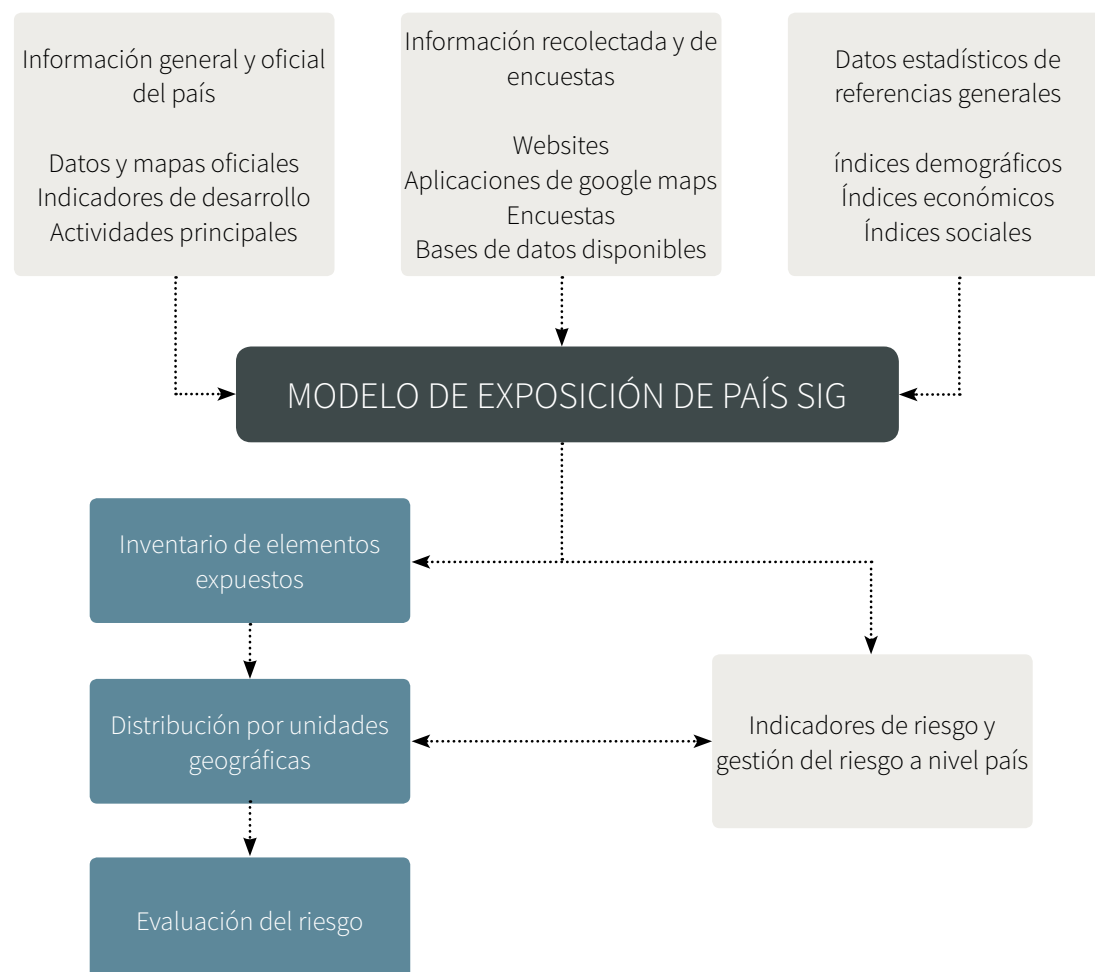 Información general y oficial
del país
Datos y mapas oficiales
Indicadores de desarrollo
Actividades principales
Información recolectada y de
encuestas
Websites
Aplicaciones de google maps
Encuestas
Bases de datos disponibles
Datos estadísticos de
referencias generales
índices demográficos
Índices económicos
Índices sociales
MODELO DE EXPOSICIÓN DE PAÍS SIG
Inventario de elementos
expuestos
Distribución por unidades
geográficas
Indicadores de riesgo y
gestión del riesgo a nivel país
Evaluación del riesgo